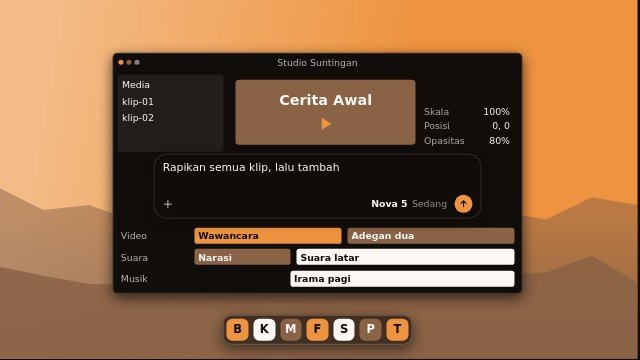 Studio Suntingan
Media
klip-01
klip-02
Cerita Awal
Skala 100%
Posisi 0, 0
Opasitas 80%
Rapikan semua klip, lalu tambah
+ Nova 5 Sedang
Video Wawancara Adegan dua
Suara Narasi Suara latar
Musik Irama pagi
B K M F S P T